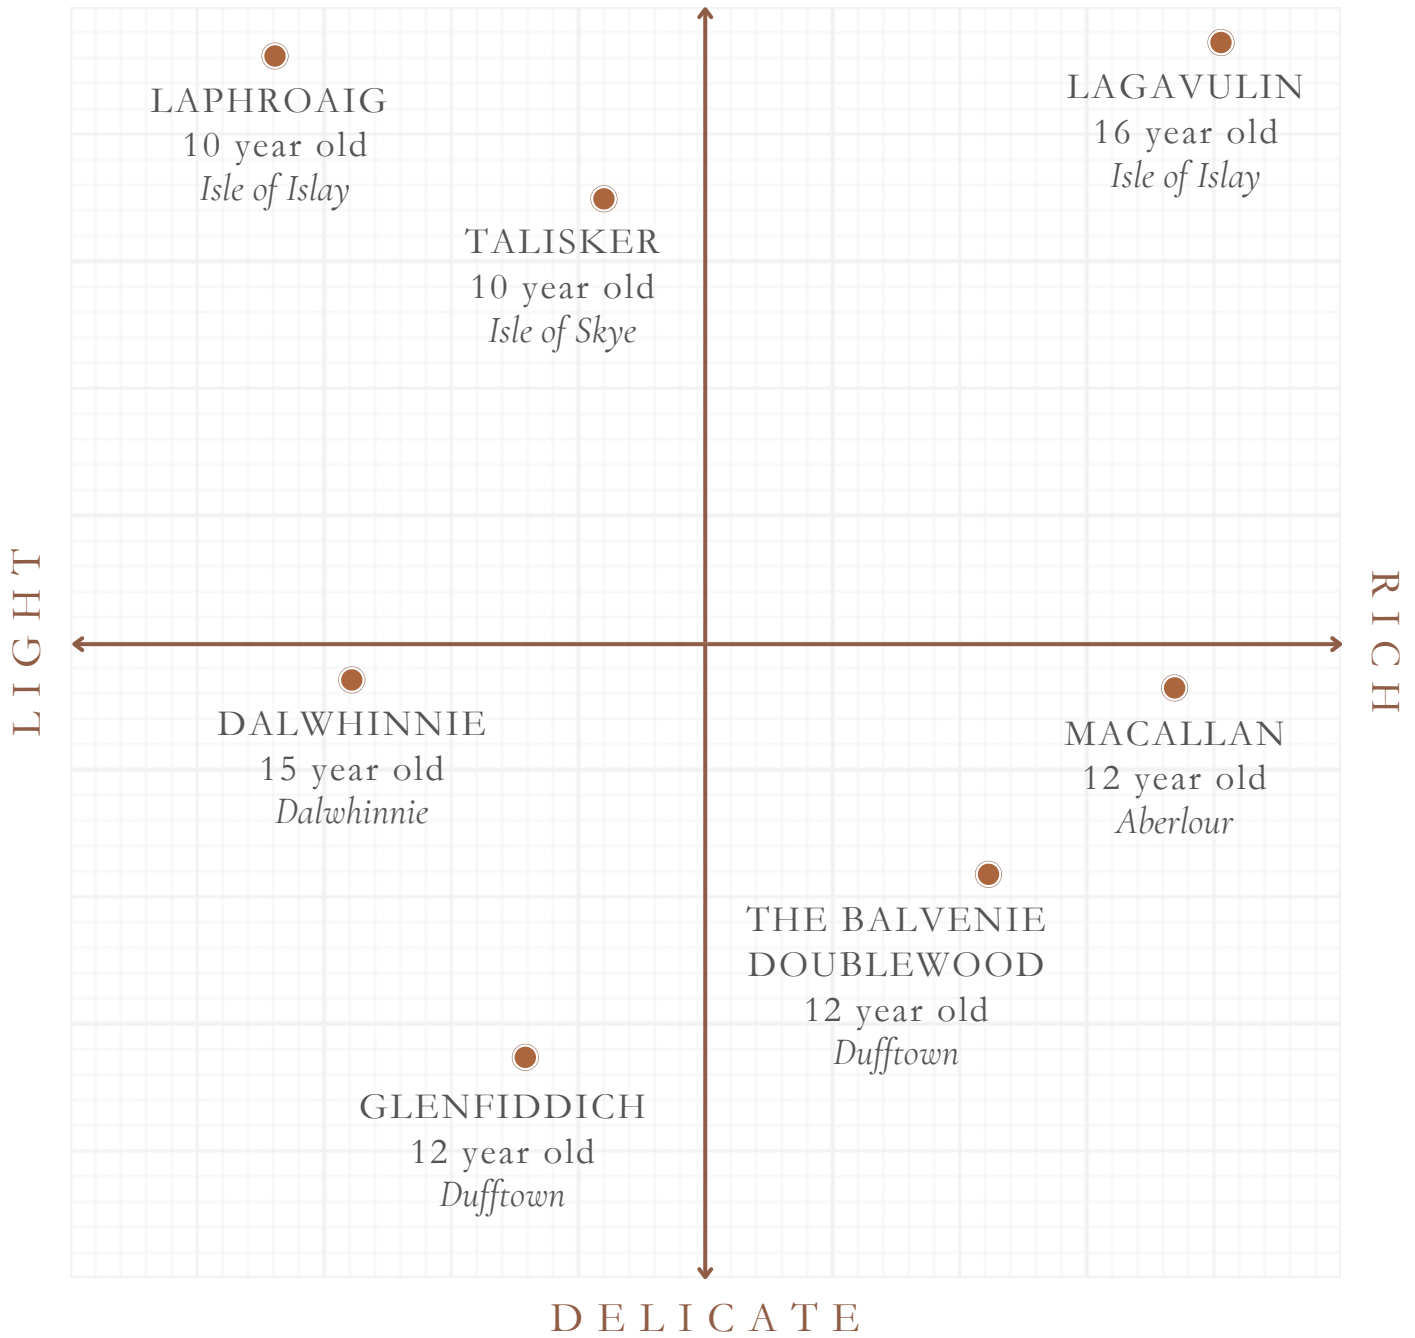 LAPHROAIG
10 year old
Isle of Islay
LAGAVULIN
16 year old
Isle of Islay
TALISKER
10 year old
Isle of Skye
LIGHT
RICH
DALWHINNIE
15 year old
Dalwhinnie
MACALLAN
12 year old
Aberlour
THE BALVENIE
DOUBLEWOOD
12 year old
Dufftown
GLENFIDDICH
12 year old
Dufftown
DELICATE